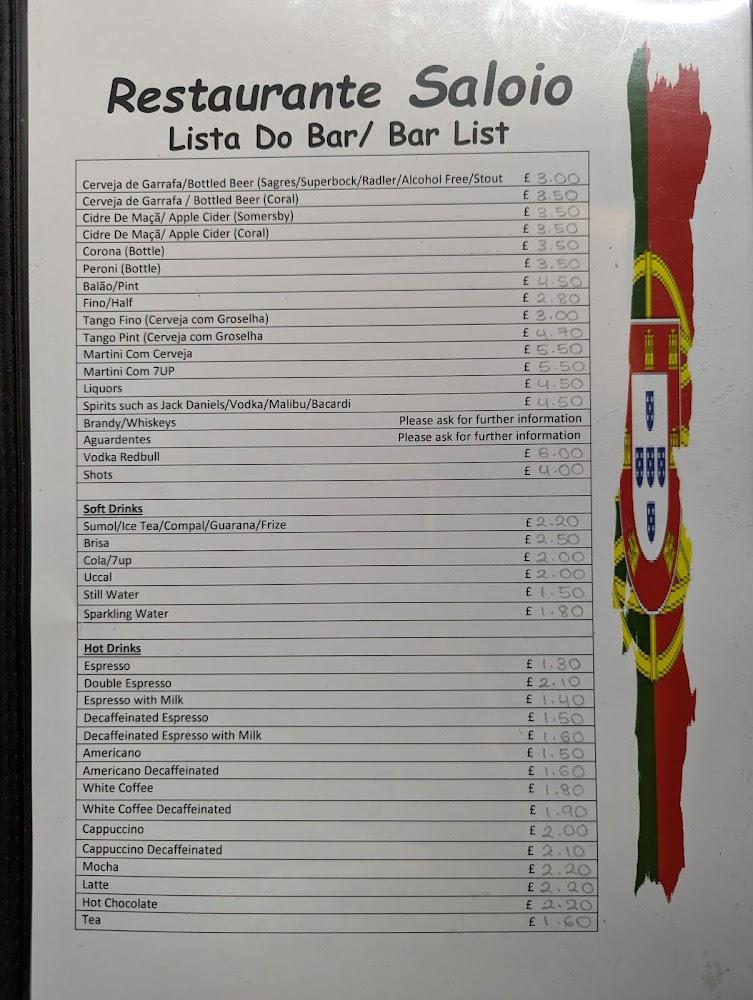 Restaurante Saloio
Lista Do Bar/ Bar List
Cerveja de Garrafa/Bottled Beer (Sagres/Superbock/Radler/Alcohol Free/Stout £ 3.00
Cerveja de Garrafa / Bottled Beer (Coral) £ 3.50
Cidre De Maçã/ Apple Cider (Somersby) £ 3.50
Cidre De Maçã/ Apple Cider (Coral) £ 3.50
Corona (Bottle) £ 3.50
Peroni (Bottle) £ 3.50
Balão/Pint £ 4.50
Fino/Half £ 2.80
Tango Fino (Cerveja com Groselha) £ 3.00
Tango Pint (Cerveja com Groselha £ 4.70
Martini Com Cerveja £ 5.50
Martini Com 7UP £ 5.50
Liquors £ 4.50
Spirits such as Jack Daniels/Vodka/Malibu/Bacardi £ 4.50
Brandy/Whiskeys Please ask for further information
Aguardentes Please ask for further information
Vodka Redbull £ 6.00
Shots £ 4.00
Soft Drinks
Sumol/Ice Tea/Compal/Guarana/Frize £ 2.20
Brisa £ 2.50
Cola/7up £ 2.00
Uccal £ 2.00
Still Water £ 1.50
Sparkling Water £ 1.80
Hot Drinks
Espresso £ 1.30
Double Espresso £ 2.10
Espresso with Milk £ 1.40
Decaffeinated Espresso £ 1.50
Decaffeinated Espresso with Milk £ 1.60
Americano £ 1.50
Americano Decaffeinated £ 1.60
White Coffee £ 1.80
White Coffee Decaffeinated £ 1.90
Cappuccino £ 2.00
Cappuccino Decaffeinated £ 2.10
Mocha £ 2.20
Latte £ 2.20
Hot Chocolate £ 2.20
Tea £ 1.60